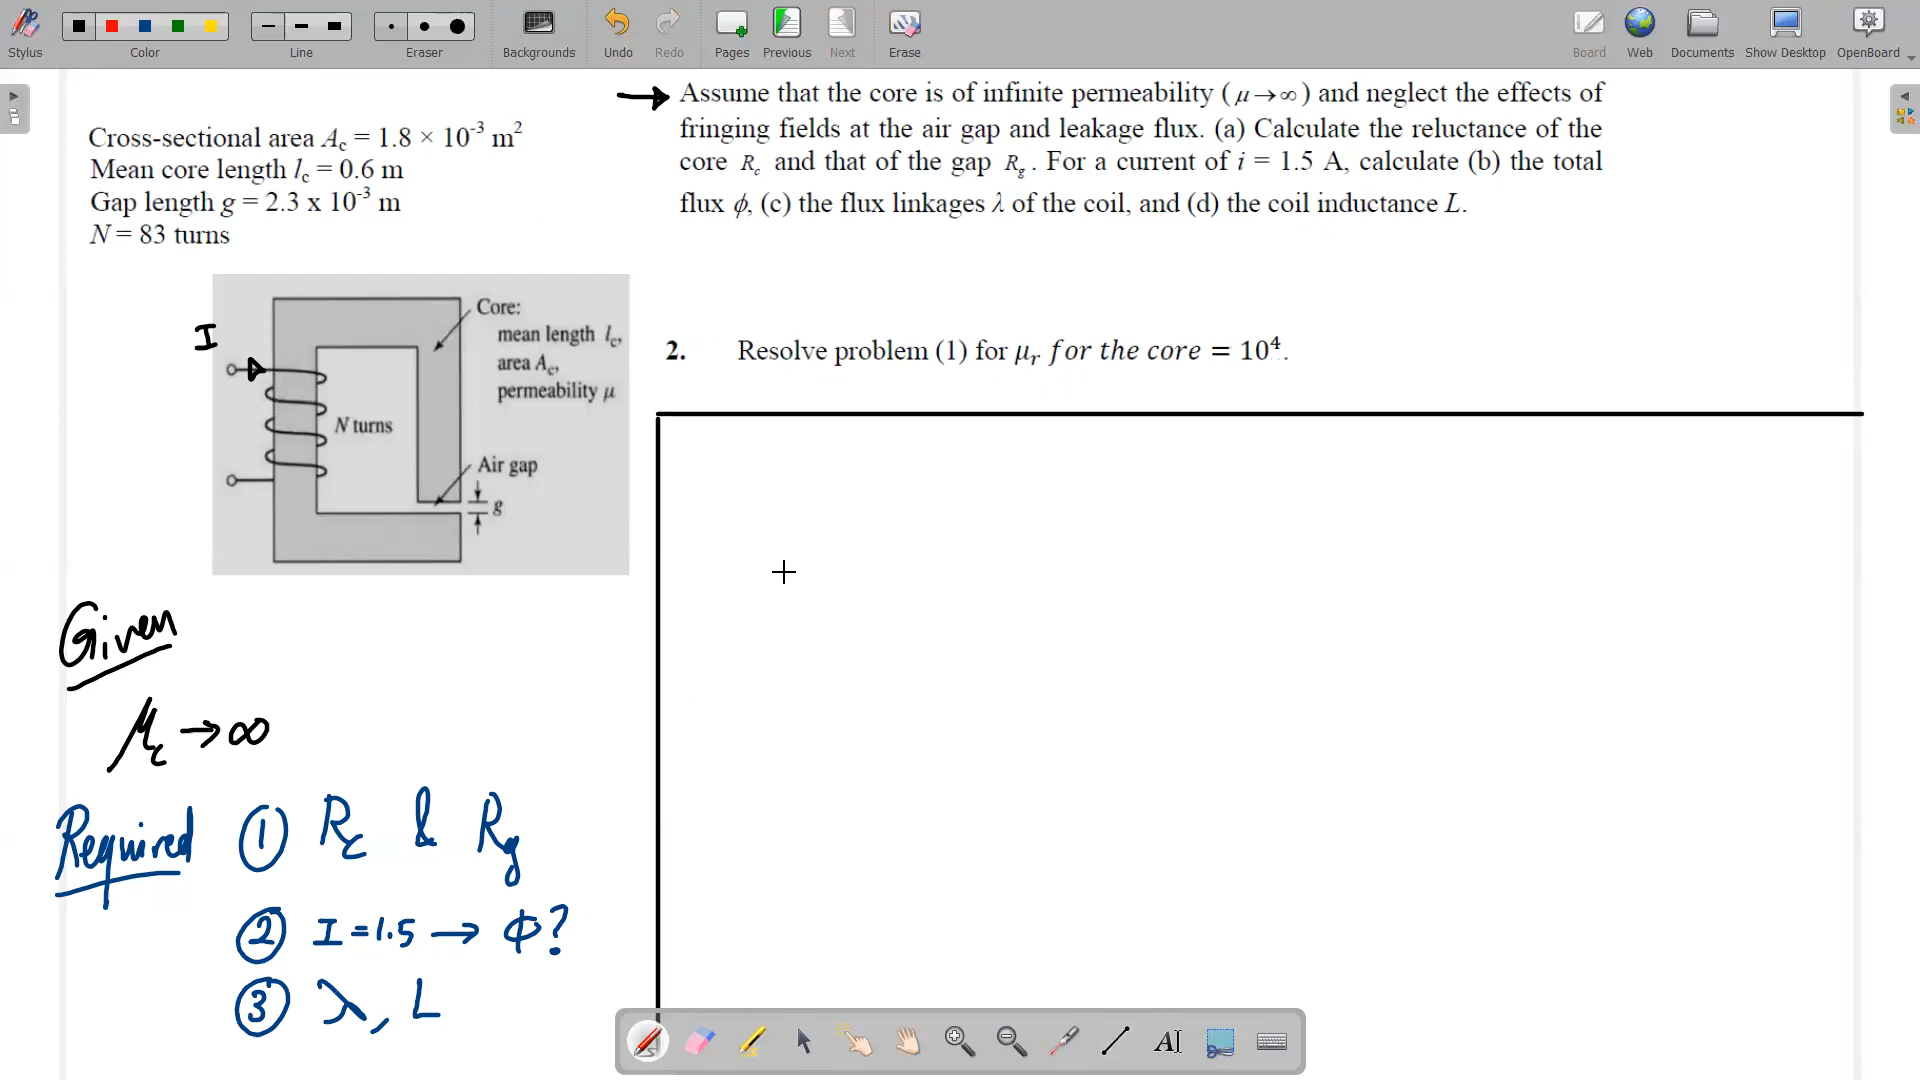 Stylus
Color
Line
Eraser
Backgrounds
Undo
Redo
Pages
Previous
Next
Erase
Board
Web
Documents
Show Desktop
OpenBoard
Cross-sectional area A_c = 1.8 × 10^-3 m^2
Mean core length l_c = 0.6 m
Gap length g = 2.3 x 10^-3 m
N = 83 turns
→ Assume that the core is of infinite permeability ( μ → ∞ ) and neglect the effects of
fringing fields at the air gap and leakage flux. (a) Calculate the reluctance of the
core R_c and that of the gap R_g . For a current of i = 1.5 A, calculate (b) the total
flux ϕ, (c) the flux linkages λ of the coil, and (d) the coil inductance L.
2. Resolve problem (1) for μ_r for the core = 10^4.
I
Core:
mean length l_c,
area A_c,
permeability μ
N turns
Air gap
g
Given
μ_c → ∞
Required ① R_c & R_g
② I = 1.5 → ϕ?
③ λ, L
AI